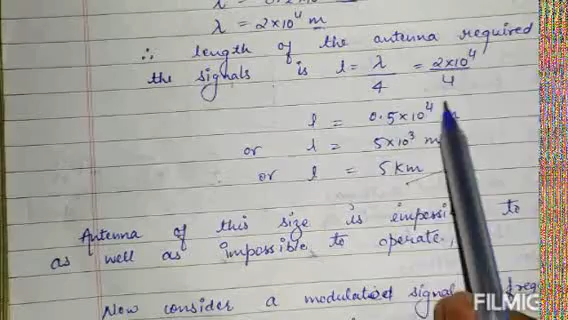 λ = 2×10⁴ m
∴ length of the antenna required
the signals is l = λ/4 = 2×10⁴/4
l = 0.5×10⁴
or l = 5×10³ m
or l = 5 km
Antenna of this size is to
as well as impossible to operate,
Now consider a modulated signal
FILMIG